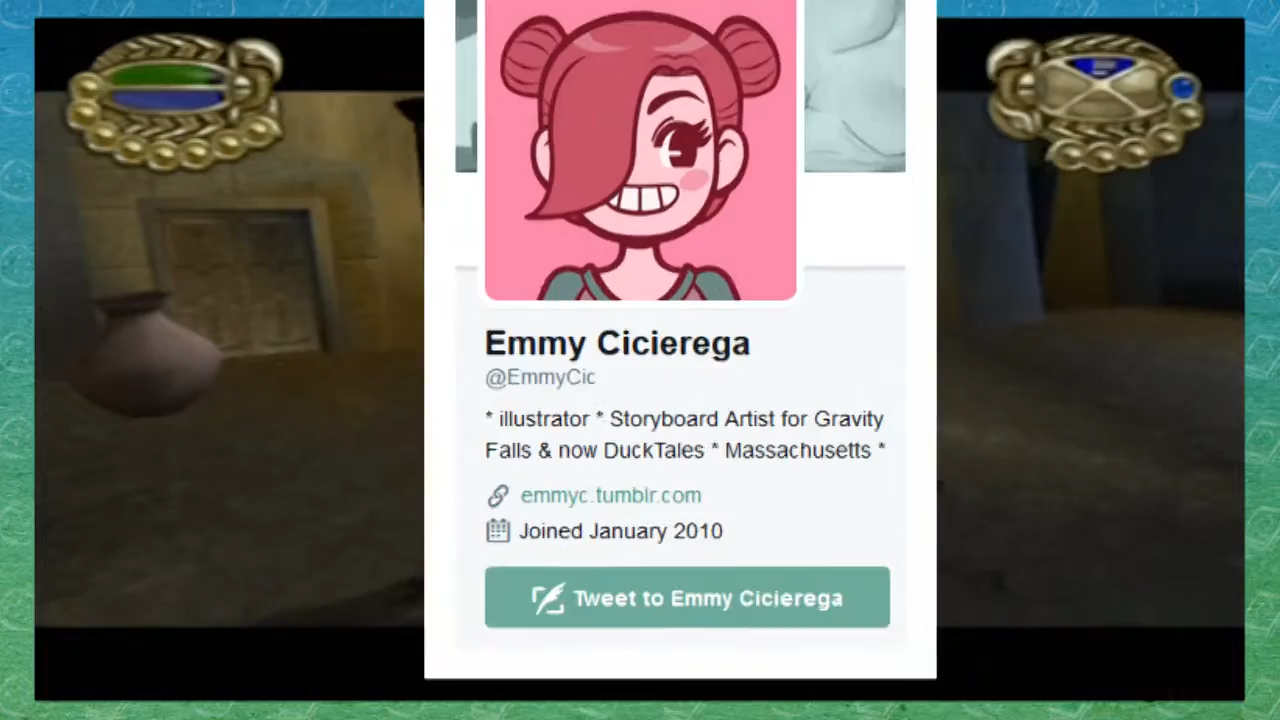 Emmy Cicierega
@EmmyCic
* illustrator * Storyboard Artist for Gravity
Falls & now DuckTales * Massachusetts *
emmyc.tumblr.com
Joined January 2010
Tweet to Emmy Cicierega